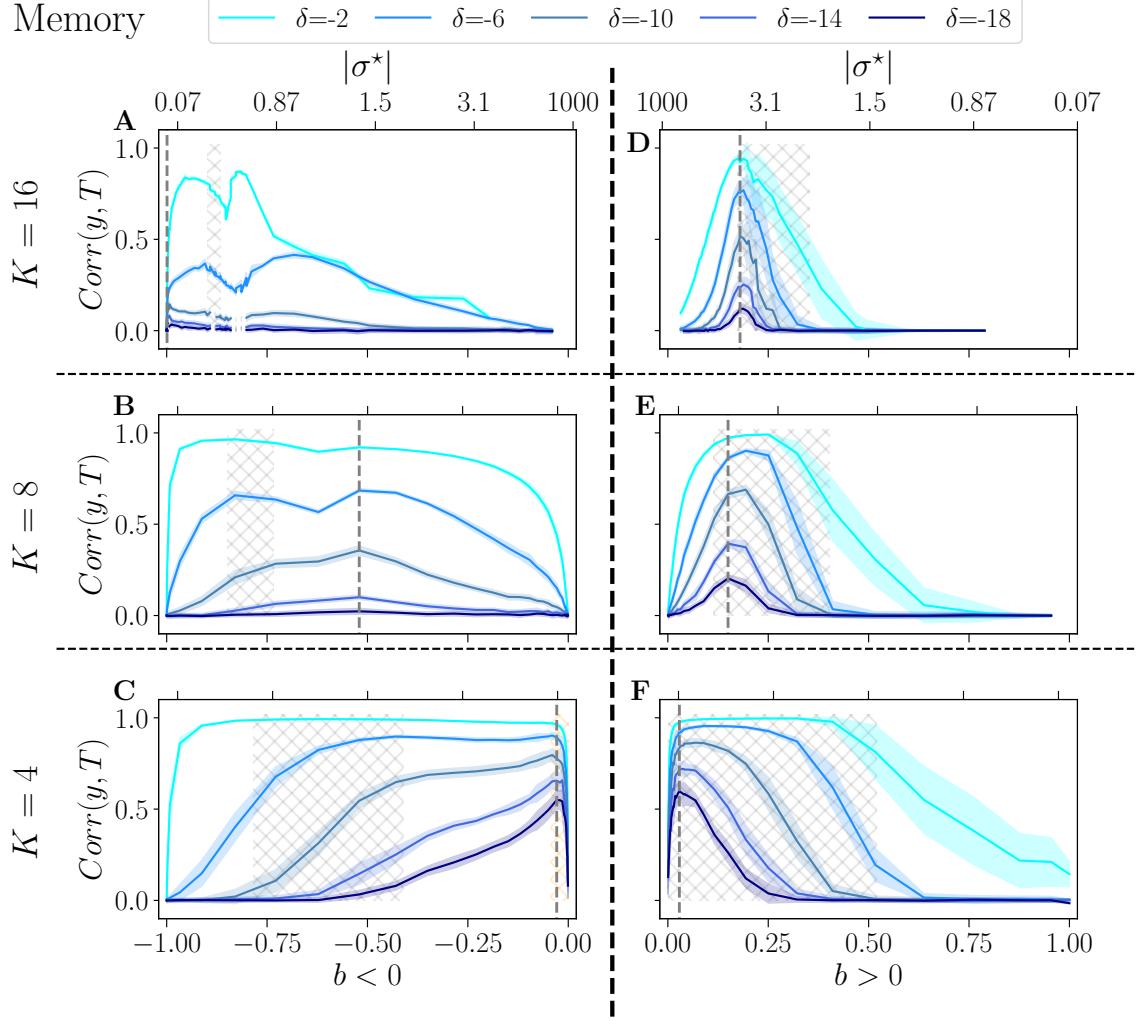 Memory
δ=-2 δ=-6 δ=-10 δ=-14 δ=-18
|σ⋆| |σ⋆|
0.07 0.87 1.5 3.1 1000 1000 3.1 1.5 0.87 0.07
A D
K = 16
Corr(y, T)
1.0
0.5
0.0
B E
K = 8
Corr(y, T)
1.0
0.5
0.0
C F
K = 4
Corr(y, T)
1.0
0.5
0.0
−1.00 −0.75 −0.50 −0.25 0.00 0.00 0.25 0.50 0.75 1.00
b < 0 b > 0